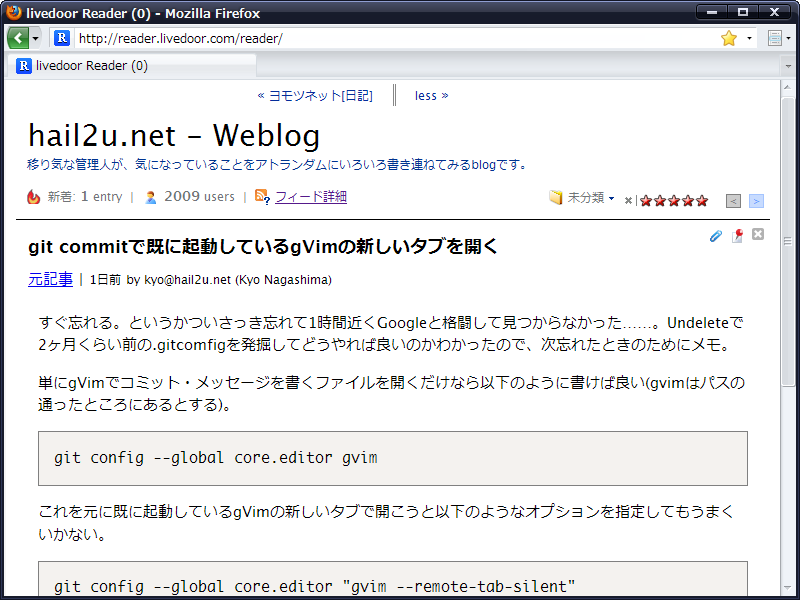 livedoor Reader (0) - Mozilla Firefox
R http://reader.livedoor.com/reader/
R livedoor Reader (0)
« ヨモツネット[日記] less »
hail2u.net - Weblog
移り気な管理人が、気になっていることをアトランダムにいろいろ書き連ねてみるblogです。
新着: 1 entry | 2009 users | フィード詳細 未分類 × | ★★★★★ < >
git commitで既に起動しているgVimの新しいタブを開く
元記事 | 1日前 by kyo@hail2u.net (Kyo Nagashima)
すぐ忘れる。というかついさっき忘れて1時間近くGoogleと格闘して見つからなかった……。Undeleteで
2ヶ月くらい前の.gitcomfigを発掘してどうやれば良いのかわかったので、次忘れたときのためにメモ。
単にgVimでコミット・メッセージを書くファイルを開くだけなら以下のように書けば良い(gvimはパスの
通ったところにあるとする)。
git config --global core.editor gvim
これを元に既に起動しているgVimの新しいタブで開こうと以下のようなオプションを指定してもうまく
いかない。
git config --global core.editor "gvim --remote-tab-silent"